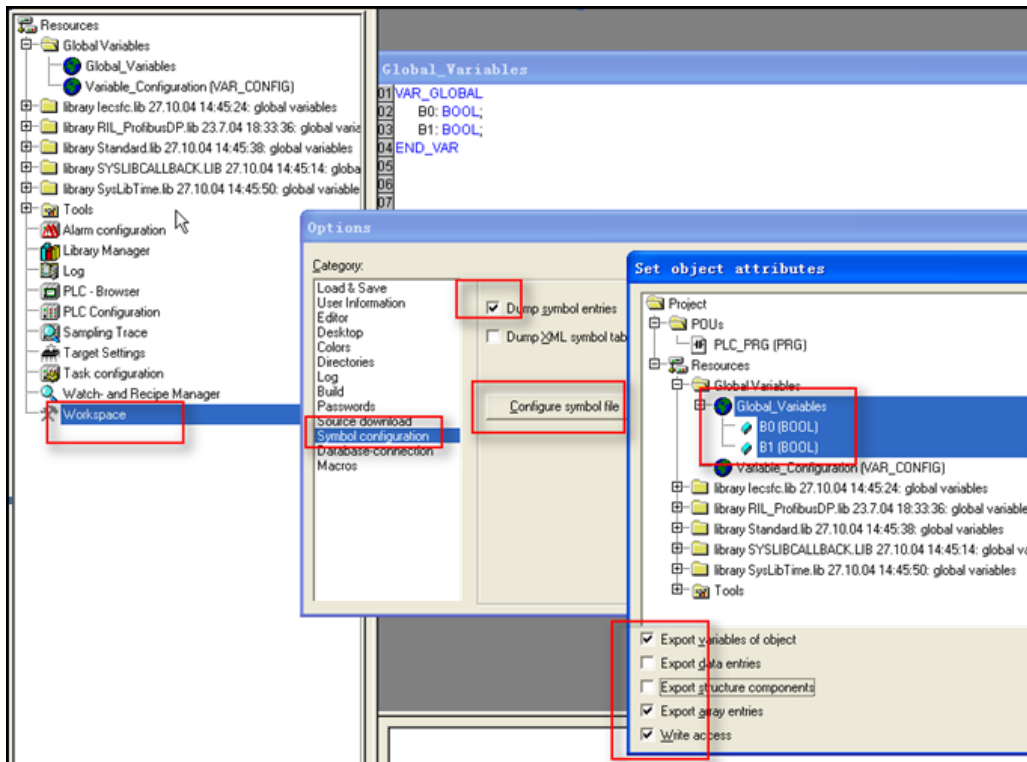 Resources
Global Variables
Global_Variables
Variable_Configuration (VAR_CONFIG)
library Iecsfc.lib 27.10.04 14:45:24: global variables
library RIL_ProfibusDP.lib 23.7.04 18:33:36: global varia
library Standard.lib 27.10.04 14:45:38: global variables
library SYSLIBCALLBACK.LIB 27.10.04 14:45:14: globa
library SysLibTime.lib 27.10.04 14:45:50: global variable
Tools
Alarm configuration
Library Manager
Log
PLC - Browser
PLC Configuration
Sampling Trace
Target Settings
Task configuration
Watch- and Recipe Manager
Workspace
Global_Variables
01 VAR_GLOBAL
02 B0: BOOL;
03 B1: BOOL;
04 END_VAR
05
06
07
Options
Category:
Load & Save
User Information
Editor
Desktop
Colors
Directories
Log
Build
Passwords
Source download
Symbol configuration
Database-connection
Macros
Dump symbol entries
Dump XML symbol tab
Configure symbol file
Set object attributes
Project
POUs
PLC_PRG (PRG)
Resources
Global Variables
Global_Variables
B0 (BOOL)
B1 (BOOL)
Variable_Configuration (VAR_CONFIG)
library Iecsfc.lib 27.10.04 14:45:24: global variables
library RIL_ProfibusDP.lib 23.7.04 18:33:36: global variable
library Standard.lib 27.10.04 14:45:38: global variables
library SYSLIBCALLBACK.LIB 27.10.04 14:45:14: global va
library SysLibTime.lib 27.10.04 14:45:50: global variables
Tools
Export variables of object
Export data entries
Export structure components
Export array entries
Write access